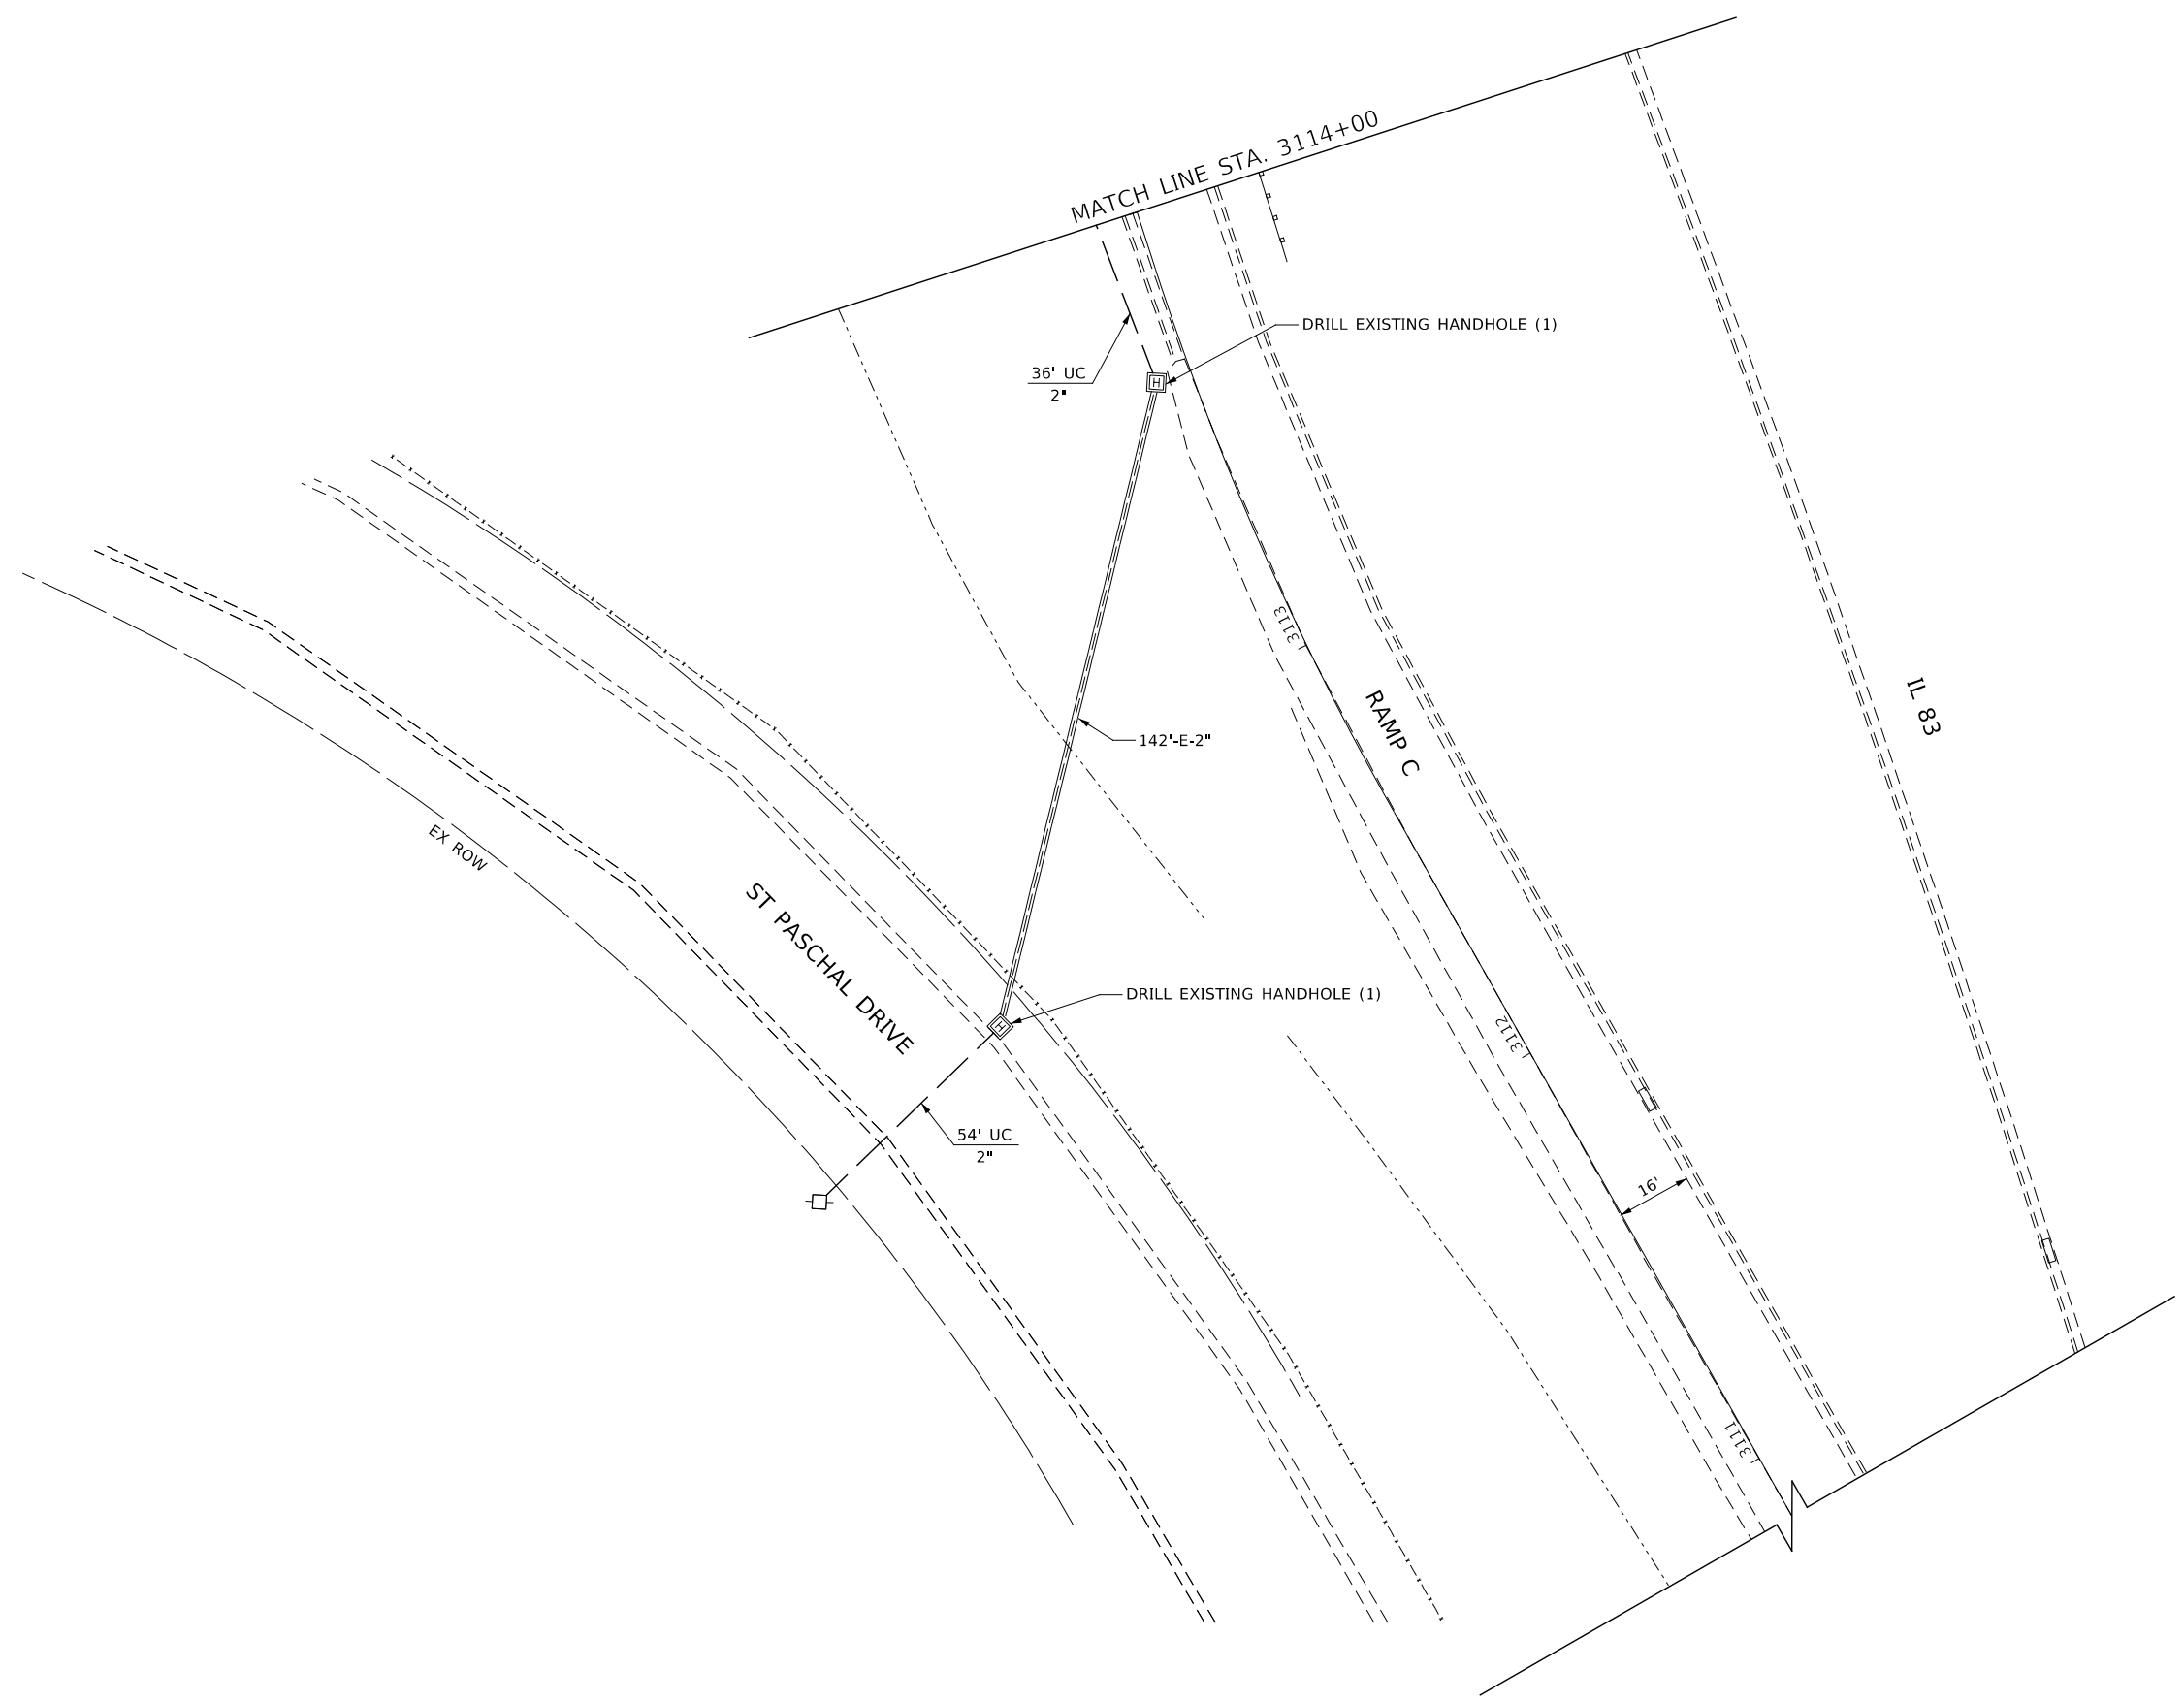 MATCH LINE STA. 3114+00
DRILL EXISTING HANDHOLE (1)
36' UC
2"
H
3113
RAMP C
IL 83
142'-E-2"
EX ROW
ST PASCHAL DRIVE
DRILL EXISTING HANDHOLE (1)
H
3112
54' UC
2"
16'
3111